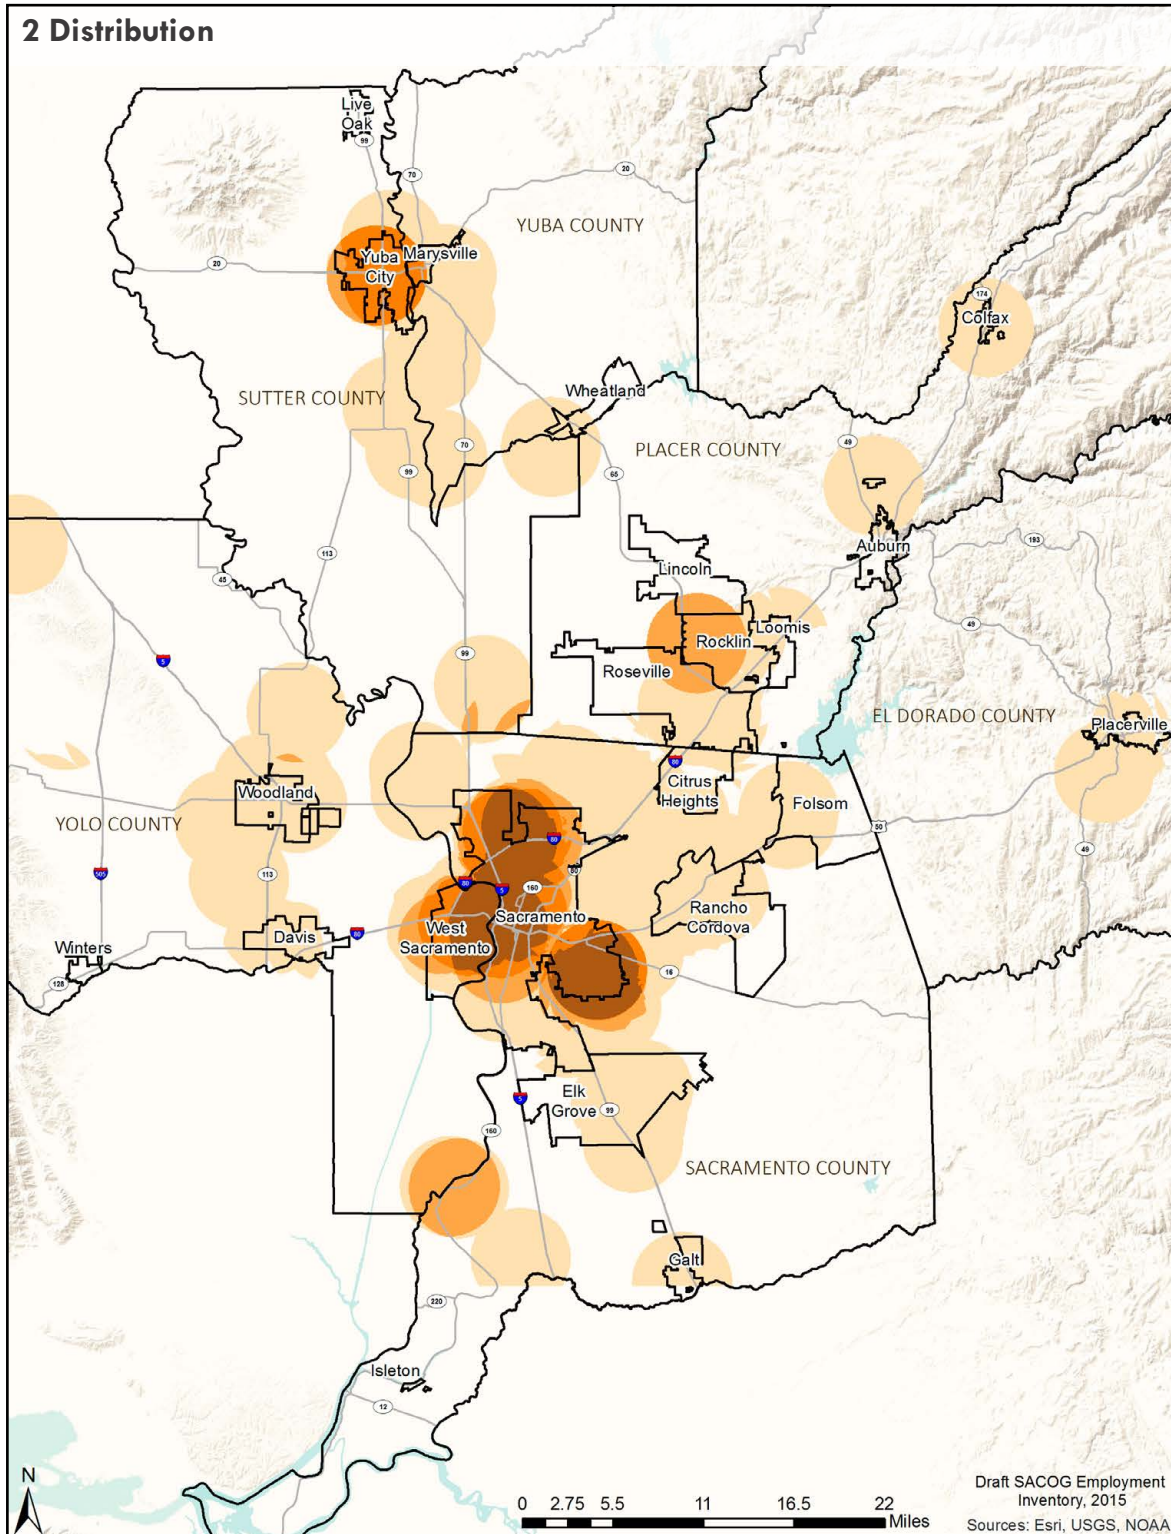 2 Distribution
Live
Oak
99
70
20
YUBA COUNTY
Yuba
City
Marysville
20
174
Colfax
Wheatland
SUTTER COUNTY
PLACER COUNTY
49
70
99
65
113
193
Auburn
45
Lincoln
49
Loomis
Rocklin
5
99
Roseville
EL DORADO COUNTY
Placerville
80
Citrus
Heights
Woodland
Folsom
YOLO COUNTY
50
80
49
505
113
80
80
5
160
Rancho
Cordova
Sacramento
West
Sacramento
Davis
80
Winters
16
128
Elk
Grove
5
99
160
SACRAMENTO COUNTY
Galt
220
Isleton
12
N
0 2.75 5.5 11 16.5 22
Miles
Draft SACOG Employment
Inventory, 2015
Sources: Esri, USGS, NOAA